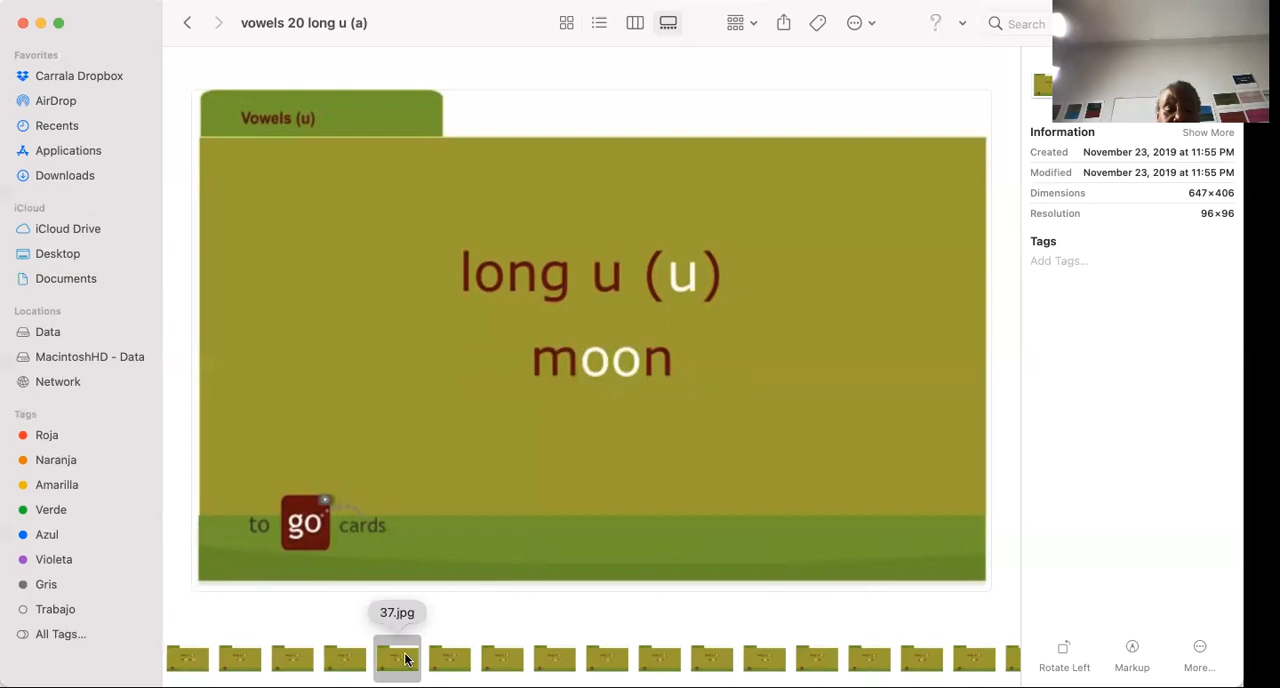 vowels 20 long u (a)
Search
Favorites
Carrala Dropbox
AirDrop
Recents
Applications
Downloads
iCloud
iCloud Drive
Desktop
Documents
Locations
Data
MacintoshHD - Data
Network
Tags
Roja
Naranja
Amarilla
Verde
Azul
Violeta
Gris
Trabajo
All Tags...
Vowels (u)
long u (u)
moon
to go cards
37.jpg
Information Show More
Created November 23, 2019 at 11:55 PM
Modified November 23, 2019 at 11:55 PM
Dimensions 647×406
Resolution 96×96
Tags
Add Tags...
Rotate Left
Markup
More...